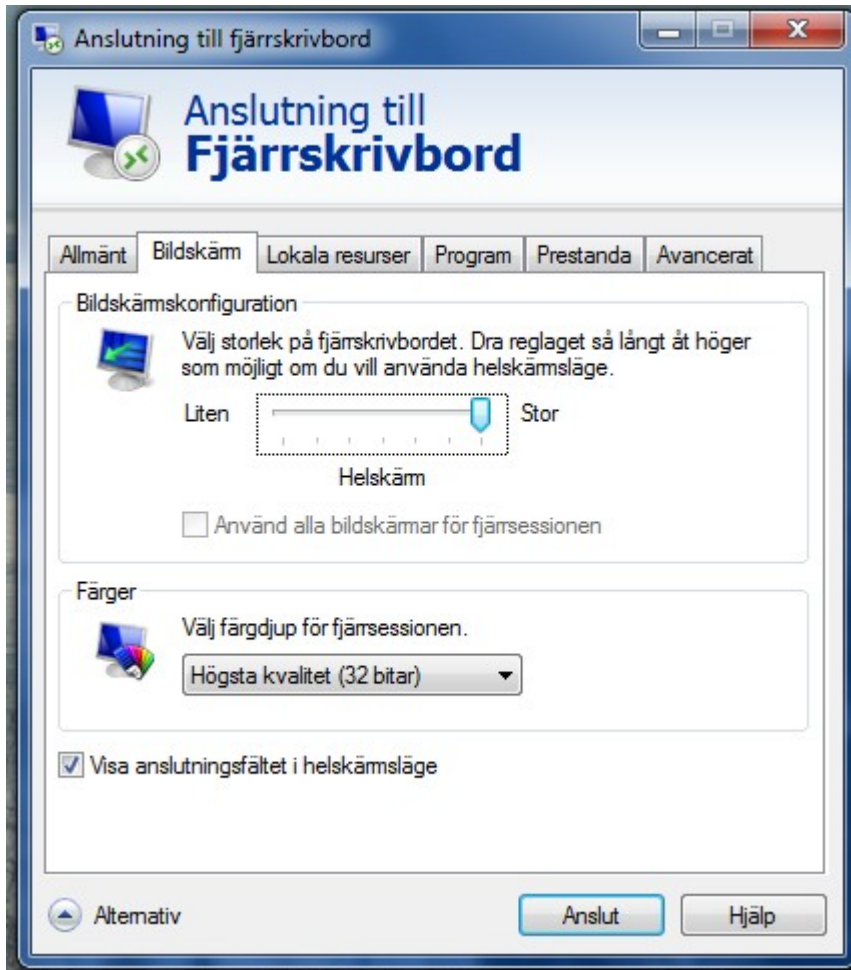 Anslutning till fjärrskrivbord
Anslutning till
Fjärrskrivbord
Allmänt Bildskärm Lokala resurser Program Prestanda Avancerat
Bildskärmskonfiguration
Välj storlek på fjärrskrivbordet. Dra reglaget så långt åt höger
som möjligt om du vill använda helskärmsläge.
Liten Stor
Helskärm
Använd alla bildskärmar för fjärrsessionen
Färger
Välj färgdjup för fjärrsessionen.
Högsta kvalitet (32 bitar)
Visa anslutningsfältet i helskärmsläge
Alternativ Anslut Hjälp